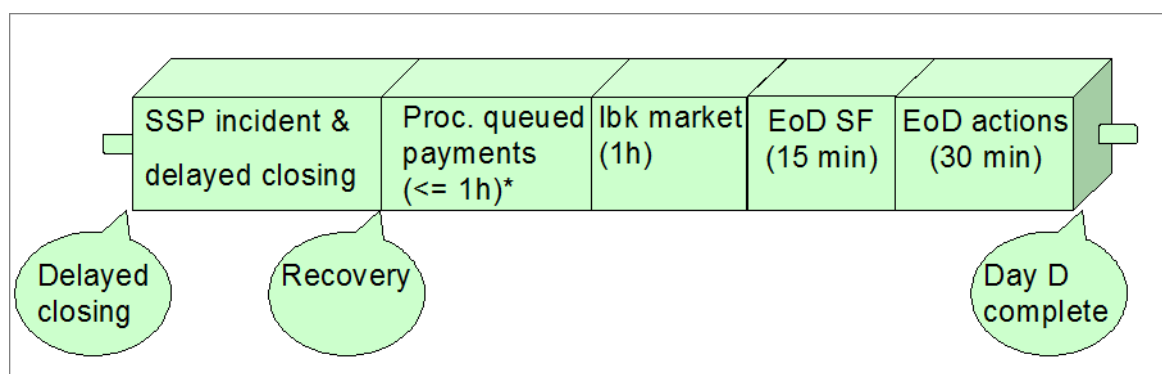 SSP incident &
delayed closing
Proc. queued
payments
(<= 1h)*
Ibk market
(1h)
EoD SF
(15 min)
EoD actions
(30 min)
Delayed
closing
Recovery
Day D
complete